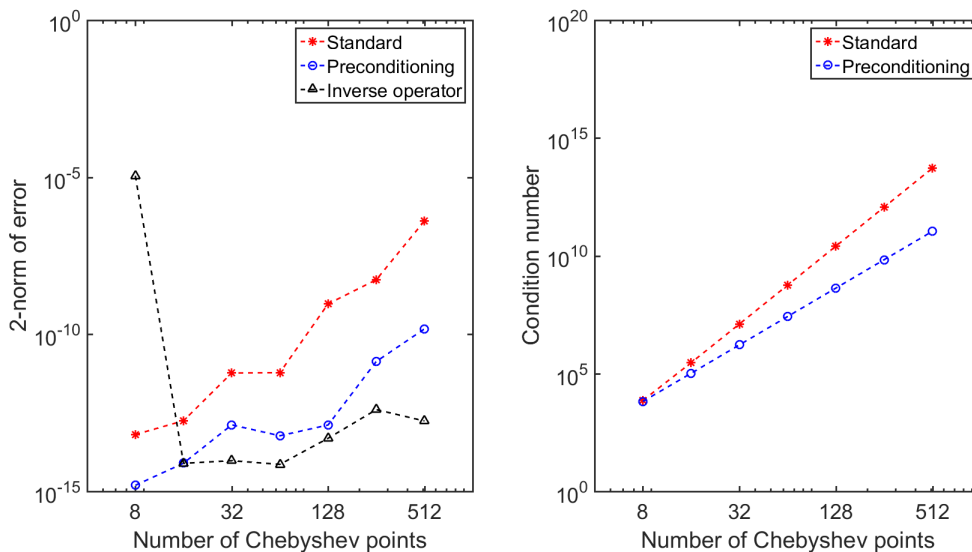 10^0
10^-5
10^-10
10^-15
2-norm of error
Standard
Preconditioning
Inverse operator
8 32 128 512
Number of Chebyshev points
10^20
10^15
10^10
10^5
10^0
Condition number
Standard
Preconditioning
8 32 128 512
Number of Chebyshev points